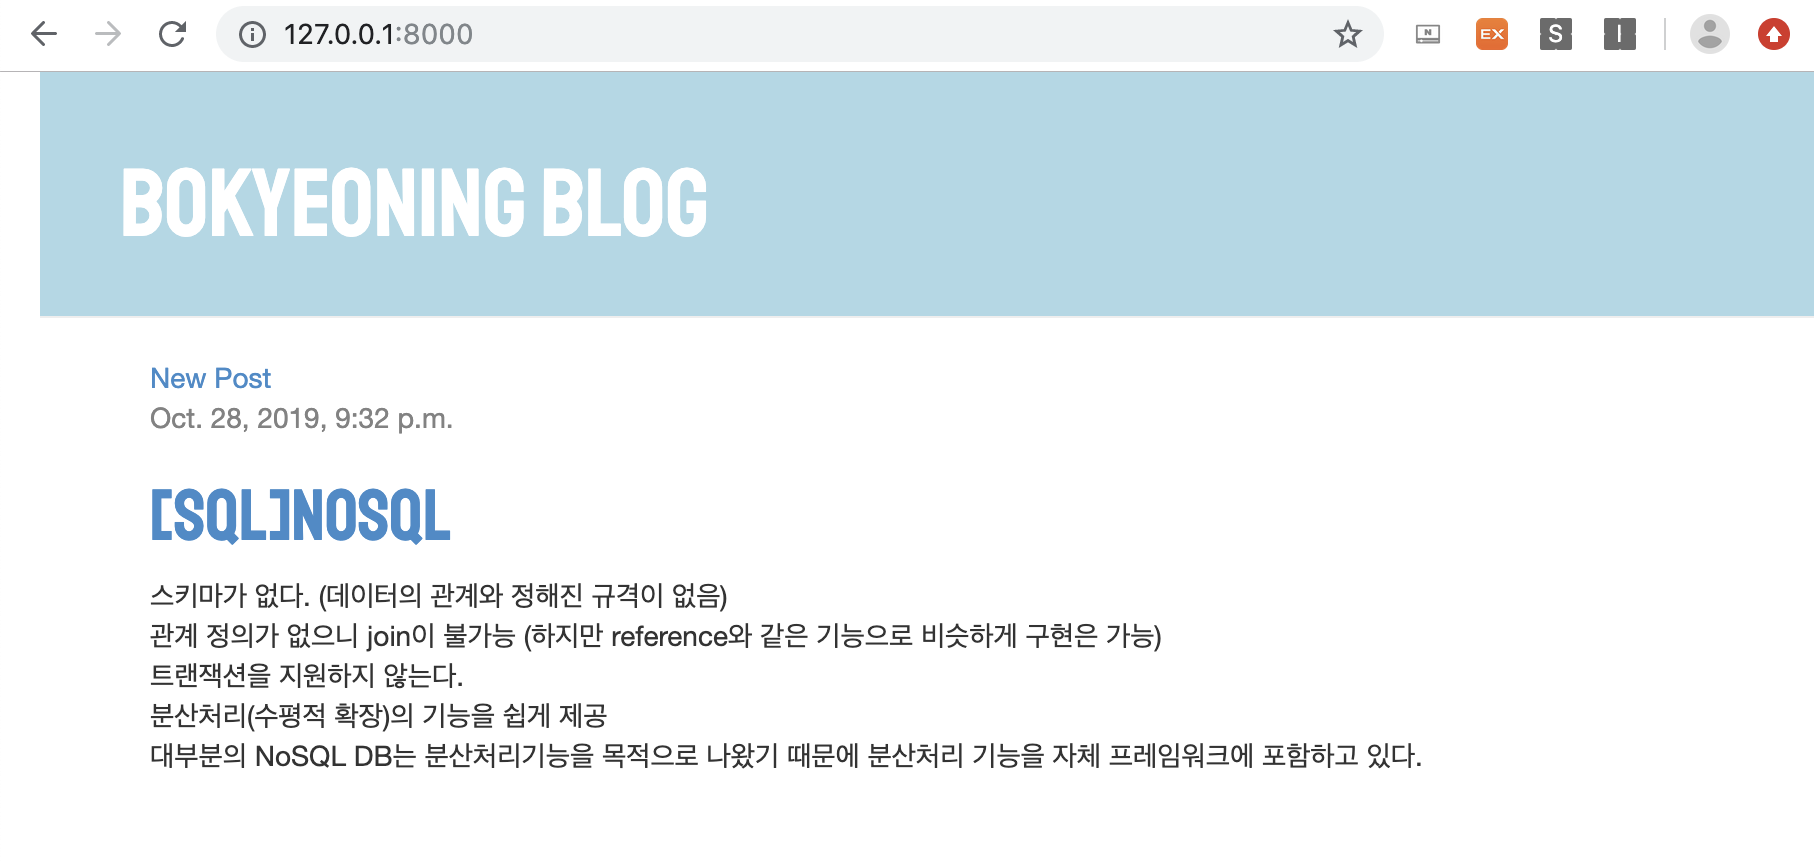 127.0.0.1:8000
N
EX
S
I
BOKYEONING BLOG
New Post
Oct. 28, 2019, 9:32 p.m.
[SQL]NOSQL
스키마가 없다. (데이터의 관계와 정해진 규격이 없음)
관계 정의가 없으니 join이 불가능 (하지만 reference와 같은 기능으로 비슷하게 구현은 가능)
트랜잭션을 지원하지 않는다.
분산처리(수평적 확장)의 기능을 쉽게 제공
대부분의 NoSQL DB는 분산처리기능을 목적으로 나왔기 때문에 분산처리 기능을 자체 프레임워크에 포함하고 있다.